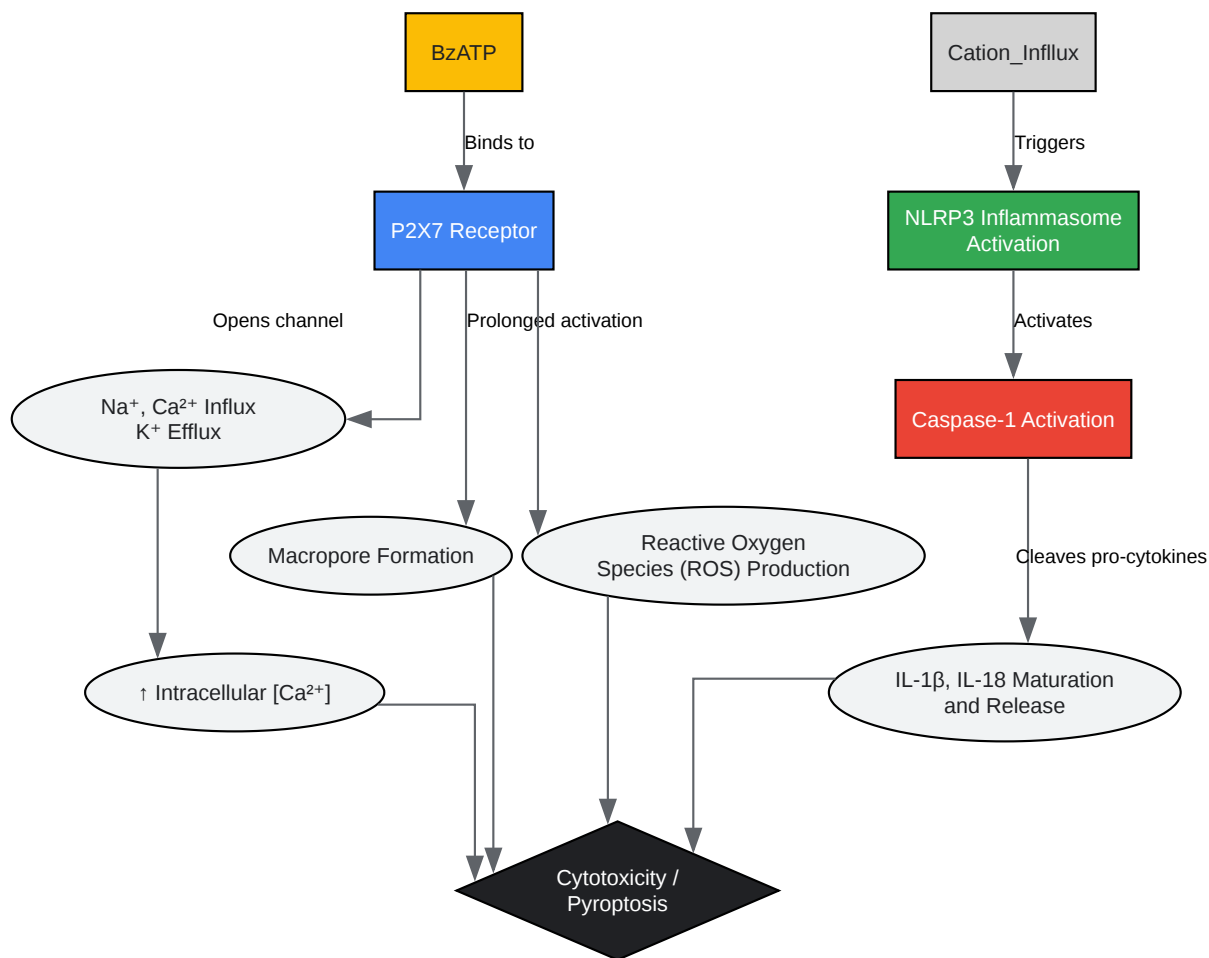 BzATP
Cation_Infllux
Binds to
Triggers
P2X7 Receptor
NLRP3 Inflammasome
Activation
Opens channel
Prolonged activation
Activates
Na⁺, Ca²⁺ Influx
K⁺ Efflux
Caspase-1 Activation
Macropore Formation
Reactive Oxygen
Species (ROS) Production
Cleaves pro-cytokines
↑ Intracellular [Ca²⁺]
IL-1β, IL-18 Maturation
and Release
Cytotoxicity /
Pyroptosis